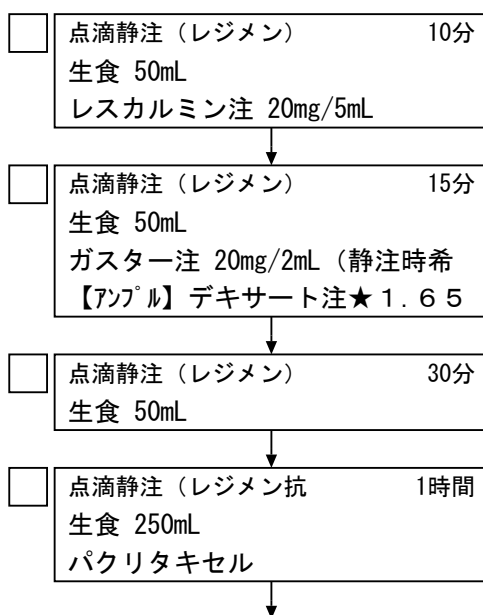 点滴静注（レジメン） 10分
生食 50mL
レスカルミン注 20mg/5mL
点滴静注（レジメン） 15分
生食 50mL
ガスター注 20mg/2mL（静注時希
【ｱﾝﾌﾟﾙ】デキサート注★１.６５
点滴静注（レジメン） 30分
生食 50mL
点滴静注（レジメン抗 1時間
生食 250mL
パクリタキセル